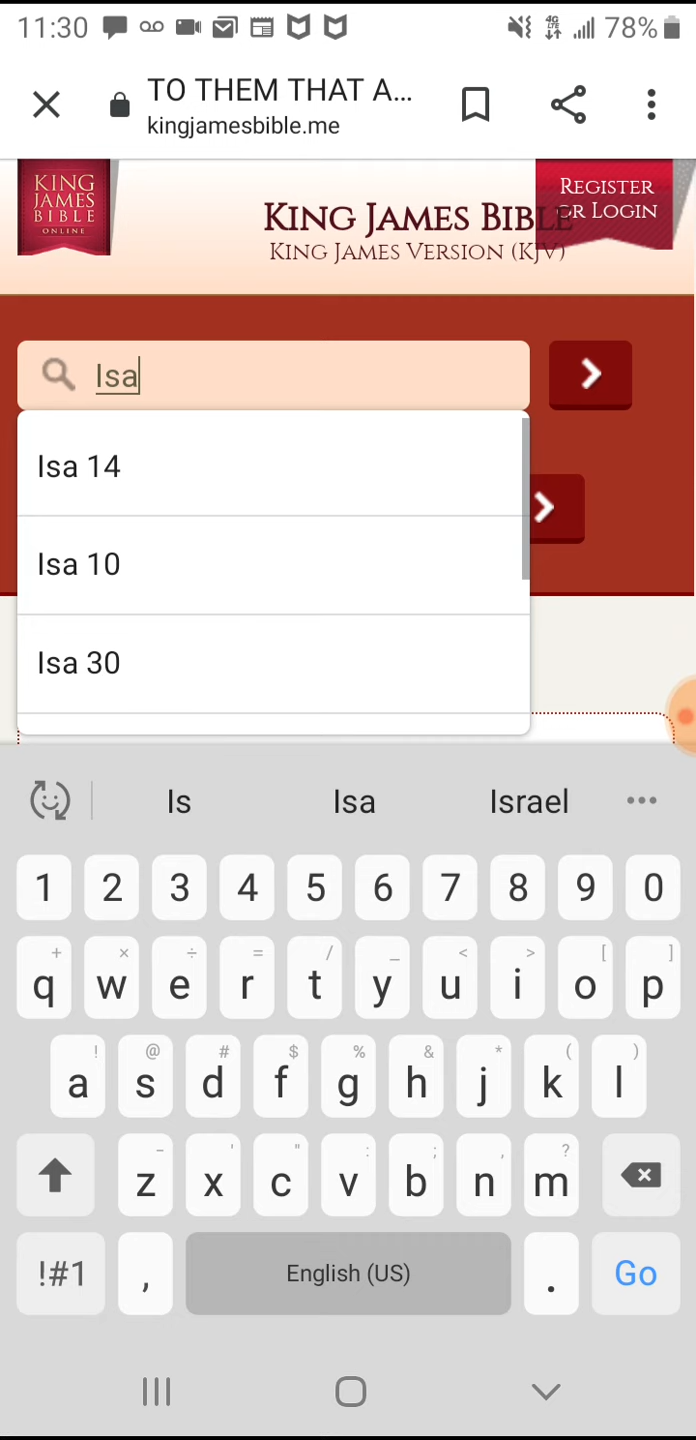 11:30 78%
TO THEM THAT A...
kingjamesbible.me
KING
JAMES
BIBLE
ONLINE
KING JAMES BIBLE
KING JAMES VERSION (KJV)
REGISTER
OR LOGIN
Isa
Isa 14
Isa 10
Isa 30
Is Isa Israel
1 2 3 4 5 6 7 8 9 0
+ × ÷ = / _ < > [ ]
q w e r t y u i o p
! @ # $ % & * ( )
a s d f g h j k l
- ' " : ; , ?
z x c v b n m
!#1 , English (US) . Go